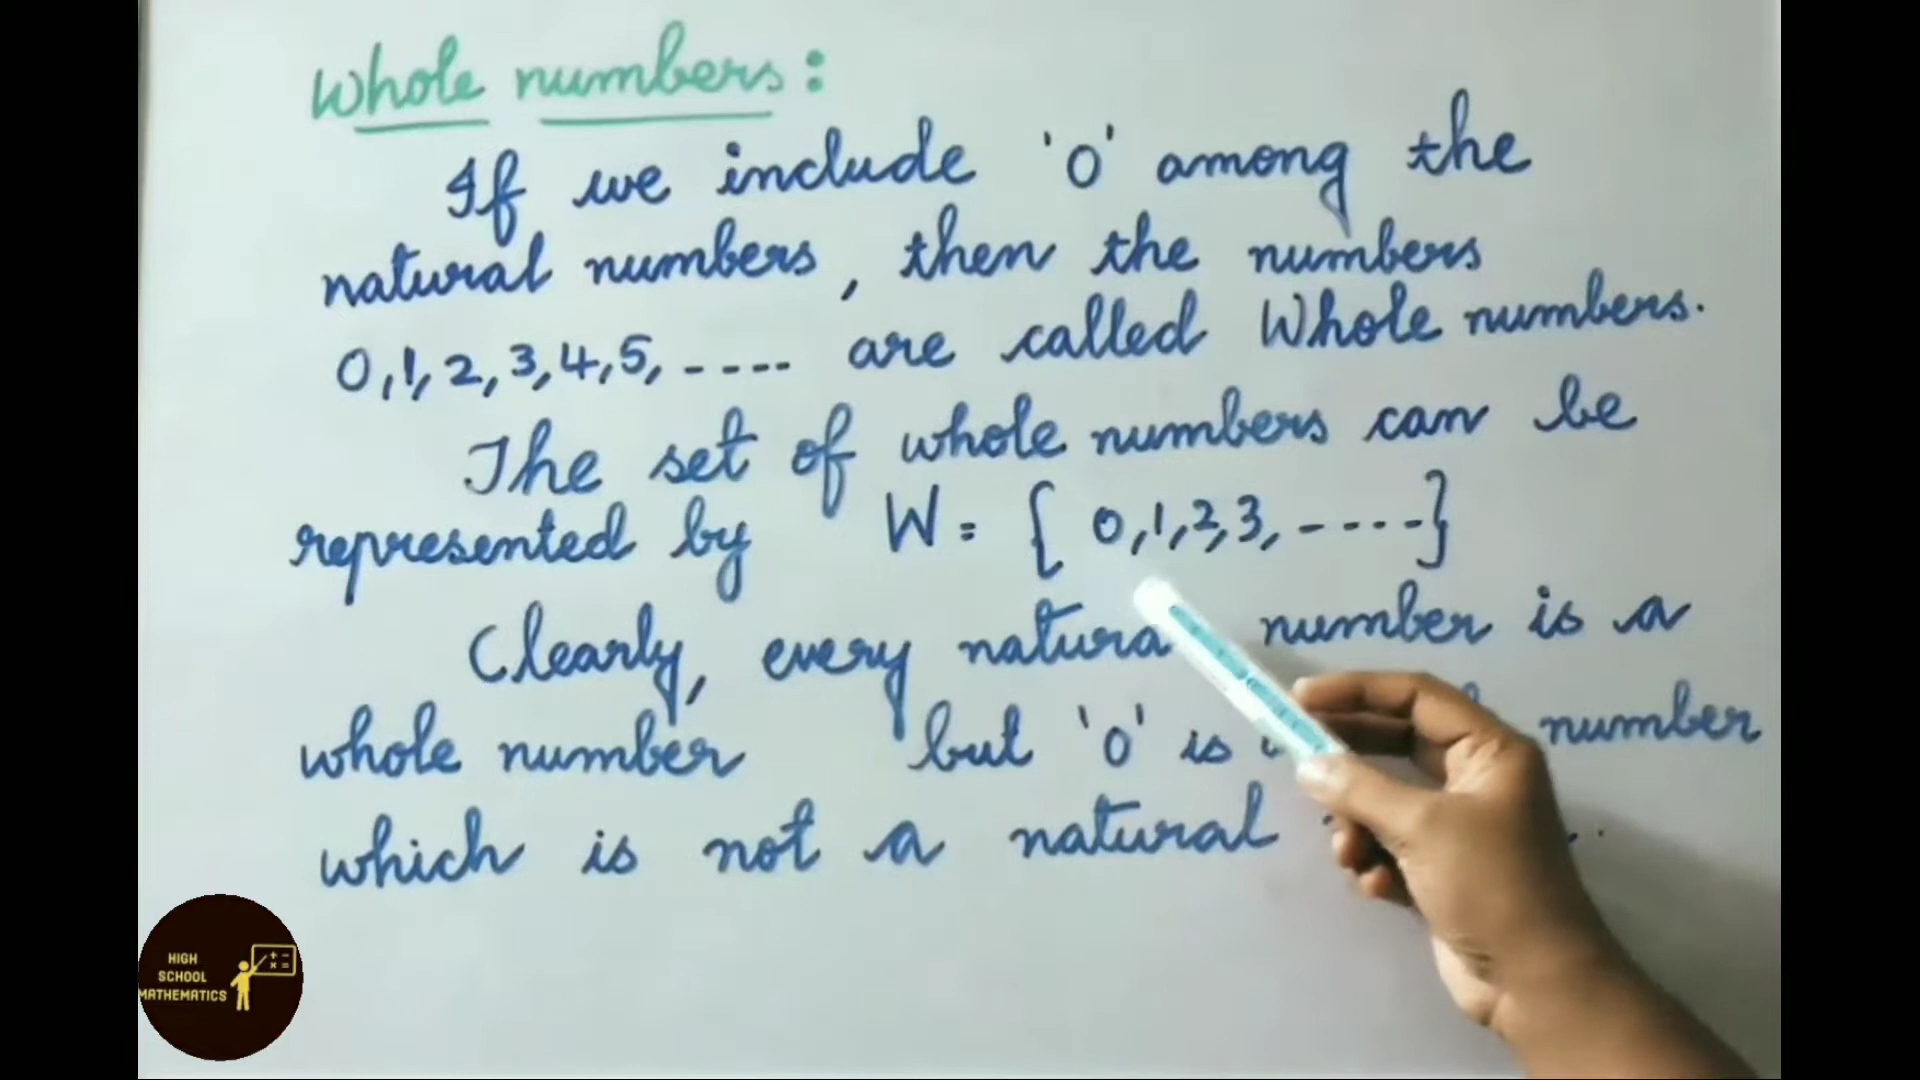 Whole numbers:
If we include '0' among the
natural numbers, then the numbers
0,1,2,3,4,5,---- are called Whole numbers.
The set of whole numbers can be
represented by W = { 0,1,2,3,----}
Clearly, every natura number is a
whole number but '0' is number
which is not a natural
HIGH
SCHOOL
MATHEMATICS
+ -
× =